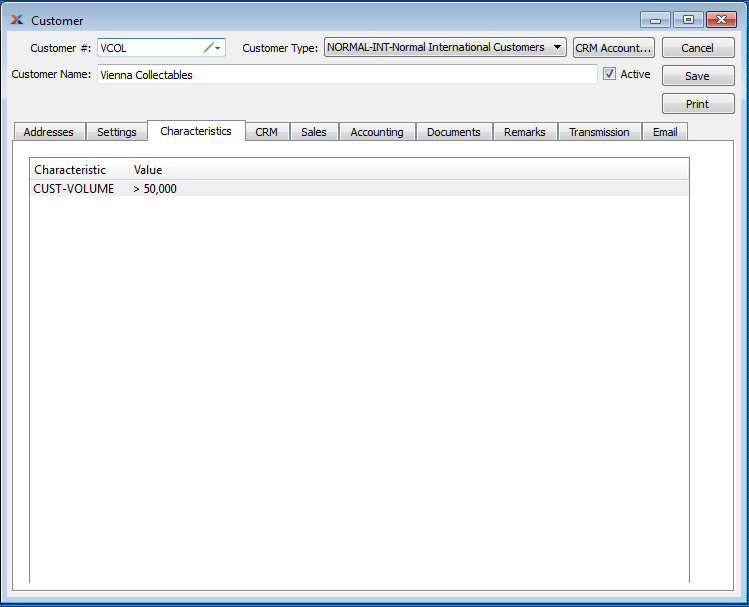 Customer
Customer #: VCOL Customer Type: NORMAL-INT-Normal International Customers CRM Account... Cancel
Customer Name: Vienna Collectables Active Save
Print
Addresses Settings Characteristics CRM Sales Accounting Documents Remarks Transmission Email
Characteristic Value
CUST-VOLUME > 50,000